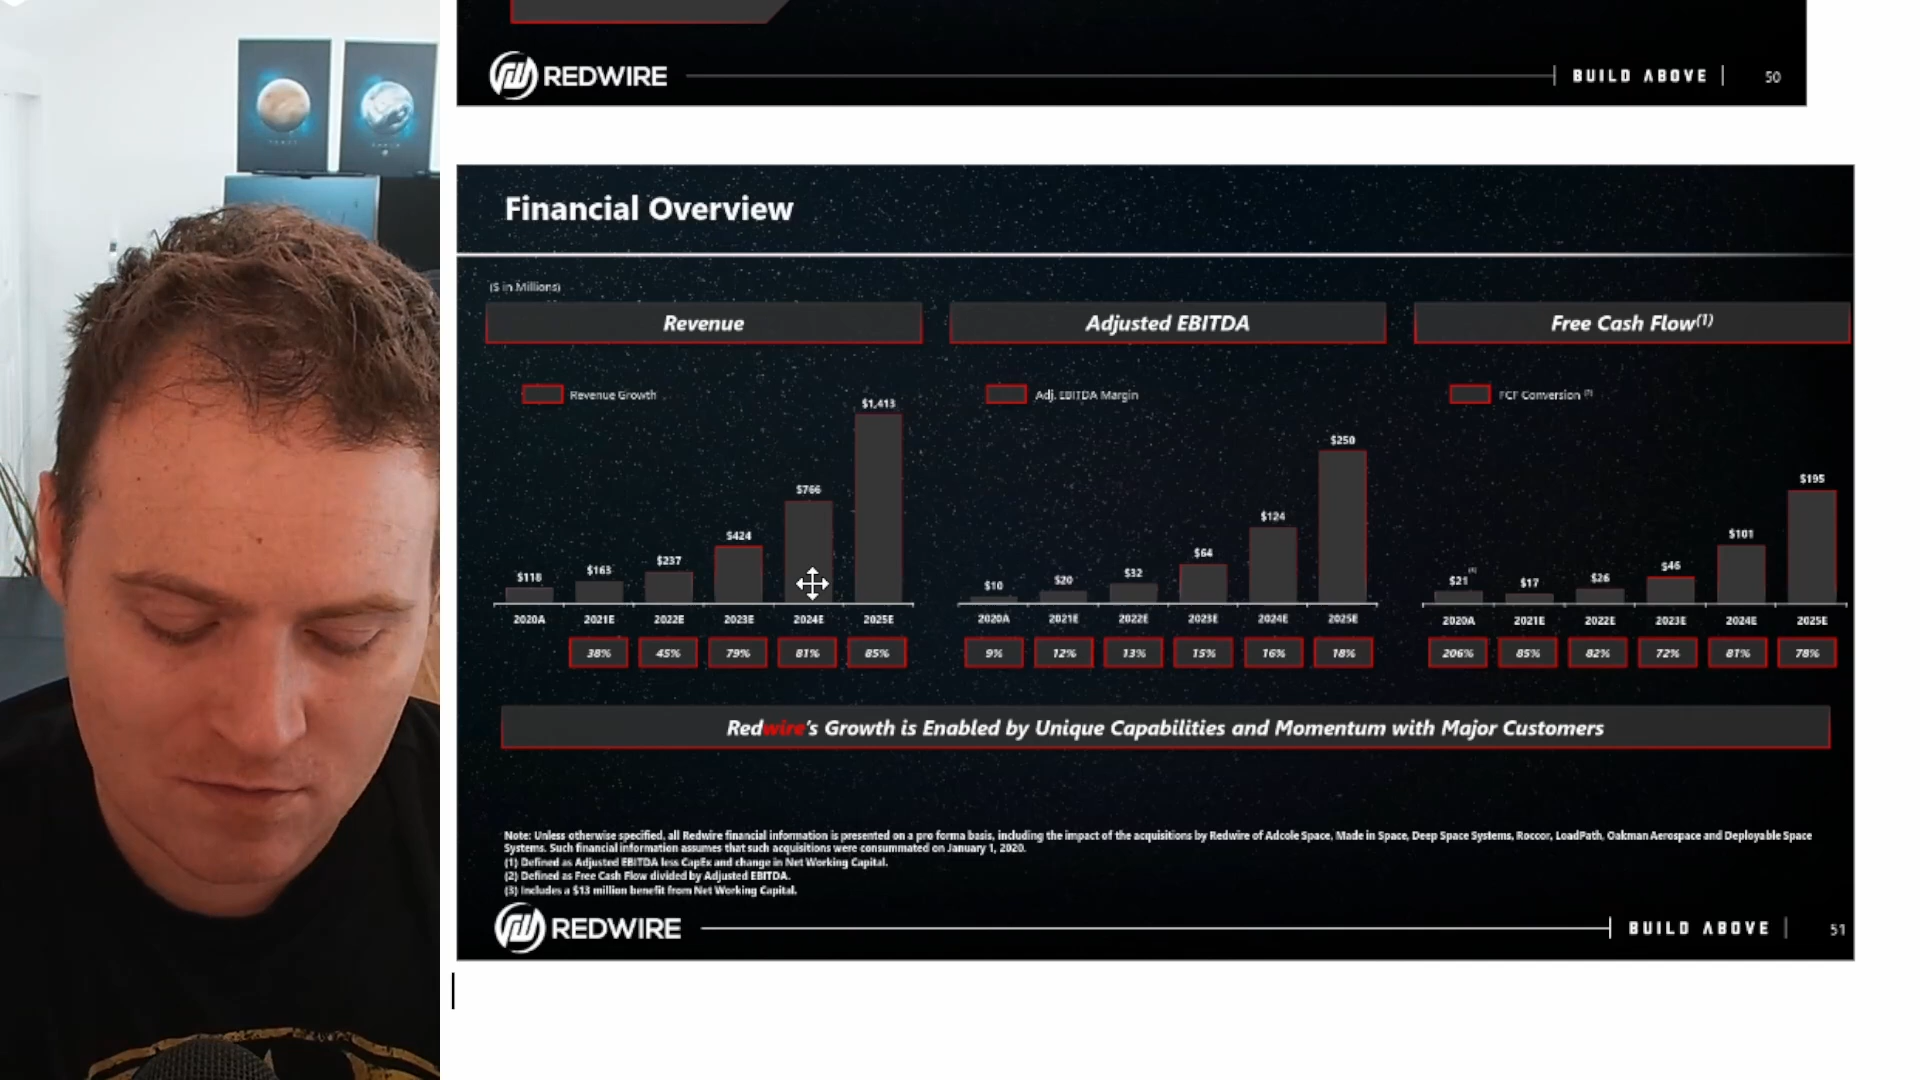 REDWIRE
BUILD ABOVE
50
Financial Overview
($ in Millions)
Revenue
Adjusted EBITDA
Free Cash Flow(1)
Revenue Growth
Adj. EBITDA Margin
FCF Conversion
$118
$163
$237
$424
$766
$1,413
2020A 2021E 2022E 2023E 2024E 2025E
38% 45% 79% 81% 85%
$10
$20
$32
$64
$124
$250
2020A 2021E 2022E 2023E 2024E 2025E
9% 12% 13% 15% 16% 18%
$21
$17
$26
$46
$101
$195
2020A 2021E 2022E 2023E 2024E 2025E
206% 85% 82% 72% 81% 78%
Redwire's Growth is Enabled by Unique Capabilities and Momentum with Major Customers
Note: Unless otherwise specified, all Redwire financial information is presented on a pro forma basis, including the impact of the acquisitions by Redwire of Adcole Space, Made in Space, Deep Space Systems, Roccor, LoadPath, Oakman Aerospace and Deployable Space
Systems. Such financial information assumes that such acquisitions were consummated on January 1, 2020.
(1) Defined as Adjusted EBITDA less CapEx and change in Net Working Capital.
(2) Defined as Free Cash Flow divided by Adjusted EBITDA.
(3) Includes a $13 million benefit from Net Working Capital.
REDWIRE
BUILD ABOVE
51